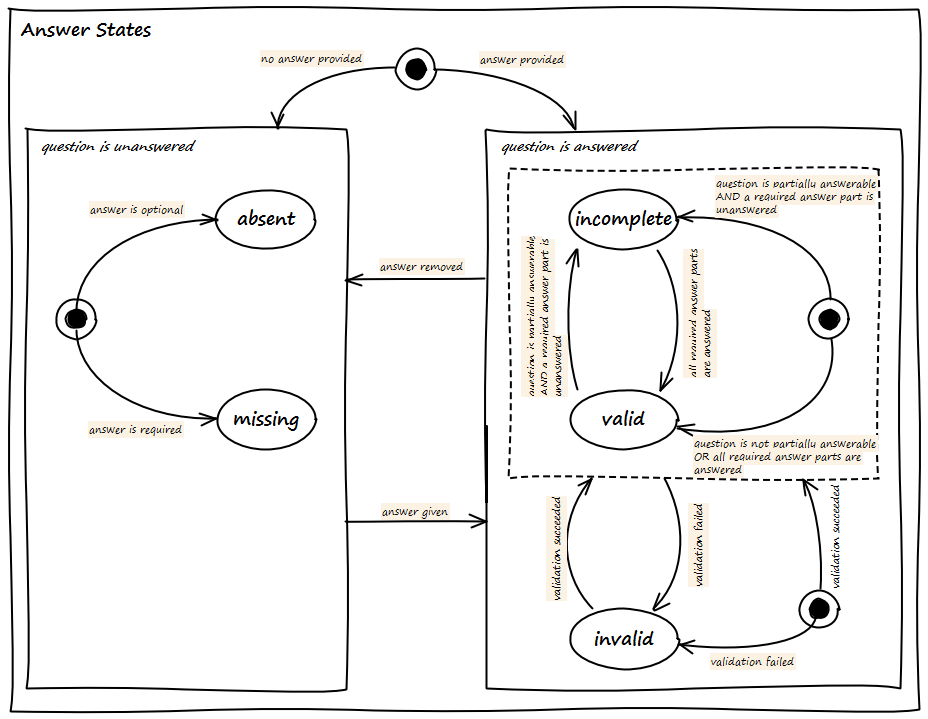 Answer States
no answer provided
answer provided
question is unanswered
answer is optional
absent
missing
answer is required
answer removed
answer given
question is answered
question is partially answerable
AND a required answer part is
unanswered
incomplete
question is partially answerable
AND a required answer part is
unanswered
all required answer parts
are answered
valid
question is not partially answerable
OR all required answer parts are
answered
validation succeeded
validation failed
validation succeeded
invalid
validation failed